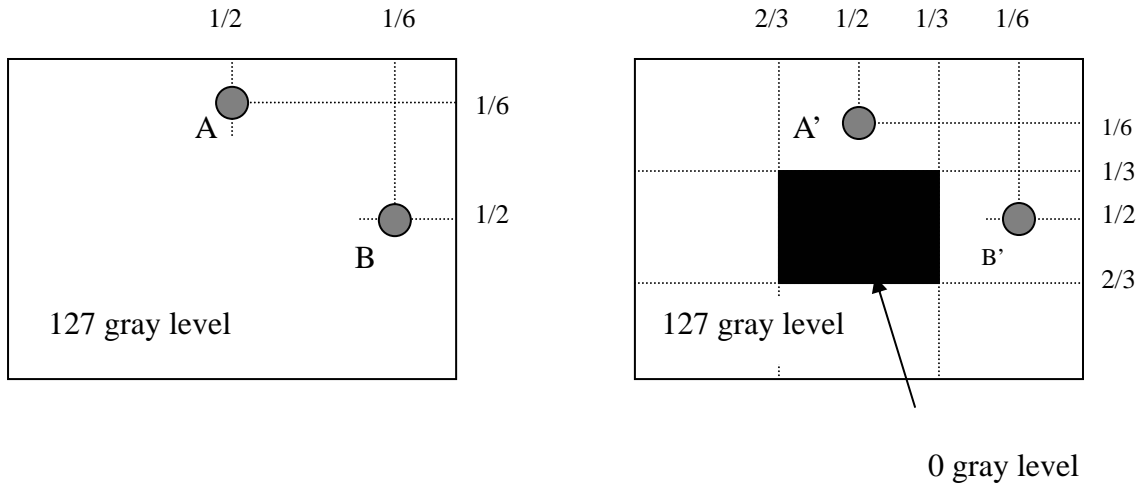 1/2 1/6
1/6
A
1/2
B
127 gray level
2/3 1/2 1/3 1/6
A’
1/6
1/3
1/2
B’
2/3
127 gray level
0 gray level